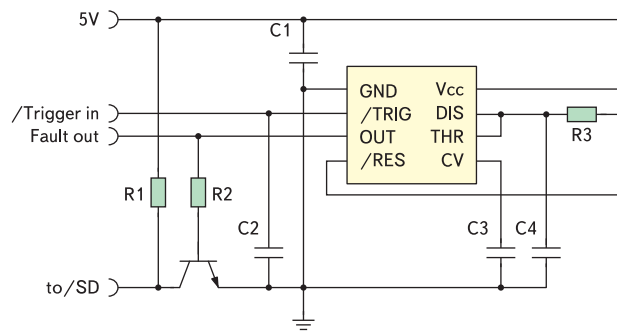 5V
C1
GND
Vcc
/Trigger in
/TRIG
DIS
Fault out
OUT
THR
R3
/RES
CV
R1
R2
C2
C3
C4
to/SD